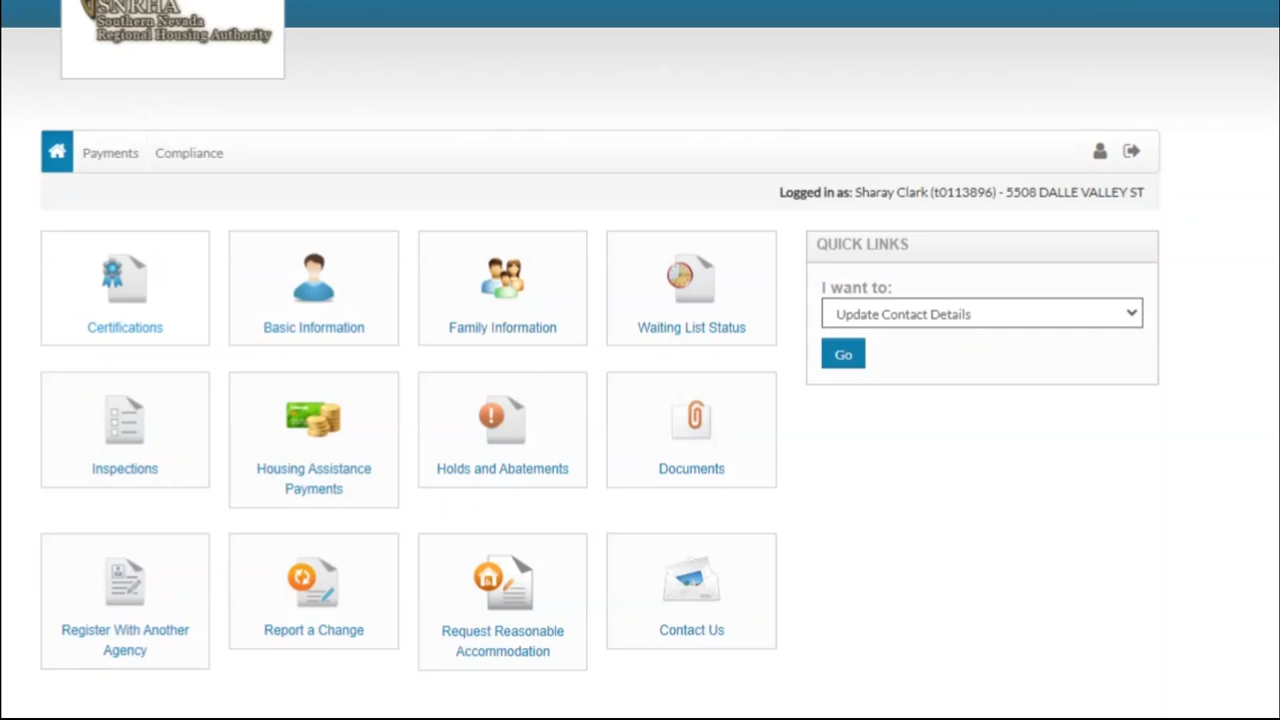 SNRHA
Southern Nevada
Regional Housing Authority
Payments Compliance
Logged in as: Sharay Clark (t0113896) - 5508 DALLE VALLEY ST
Certifications
Basic Information
Family Information
Waiting List Status
QUICK LINKS
I want to:
Update Contact Details
Go
Inspections
Housing Assistance
Payments
Holds and Abatements
Documents
Register With Another
Agency
Report a Change
Request Reasonable
Accommodation
Contact Us